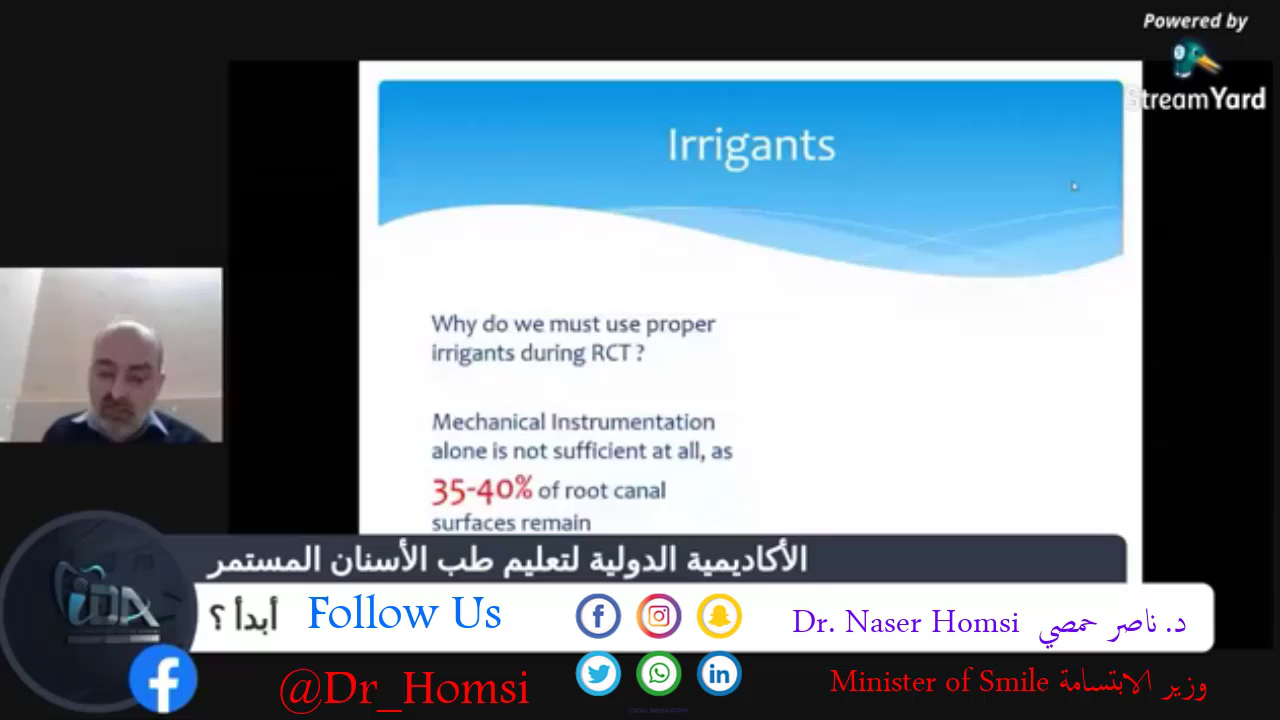 Powered by
StreamYard
Irrigants
Why do we must use proper
irrigants during RCT ?
Mechanical Instrumentation
alone is not sufficient at all, as
35-40% of root canal
surfaces remain
الأكاديمية الدولية لتعليم طب الأسنان المستمر
أبدأ ؟
Follow Us
Dr. Naser Homsi د. ناصر حمصي
iDA
@Dr_Homsi
Minister of Smile وزير الابتسامة